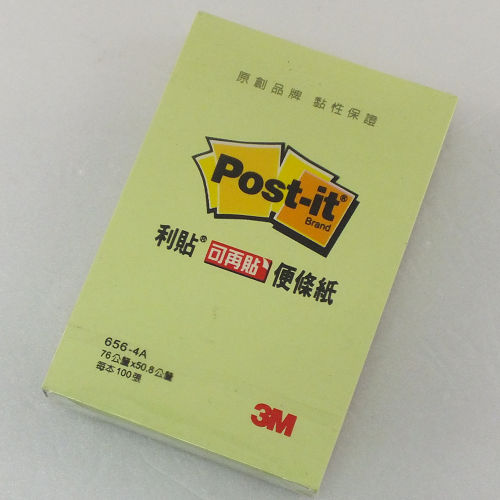 原創品牌 黏性保證
Post-it®
Brand
利貼® 可再貼 便條紙
656-4A
76公釐x50.8公釐
每本100張
3M